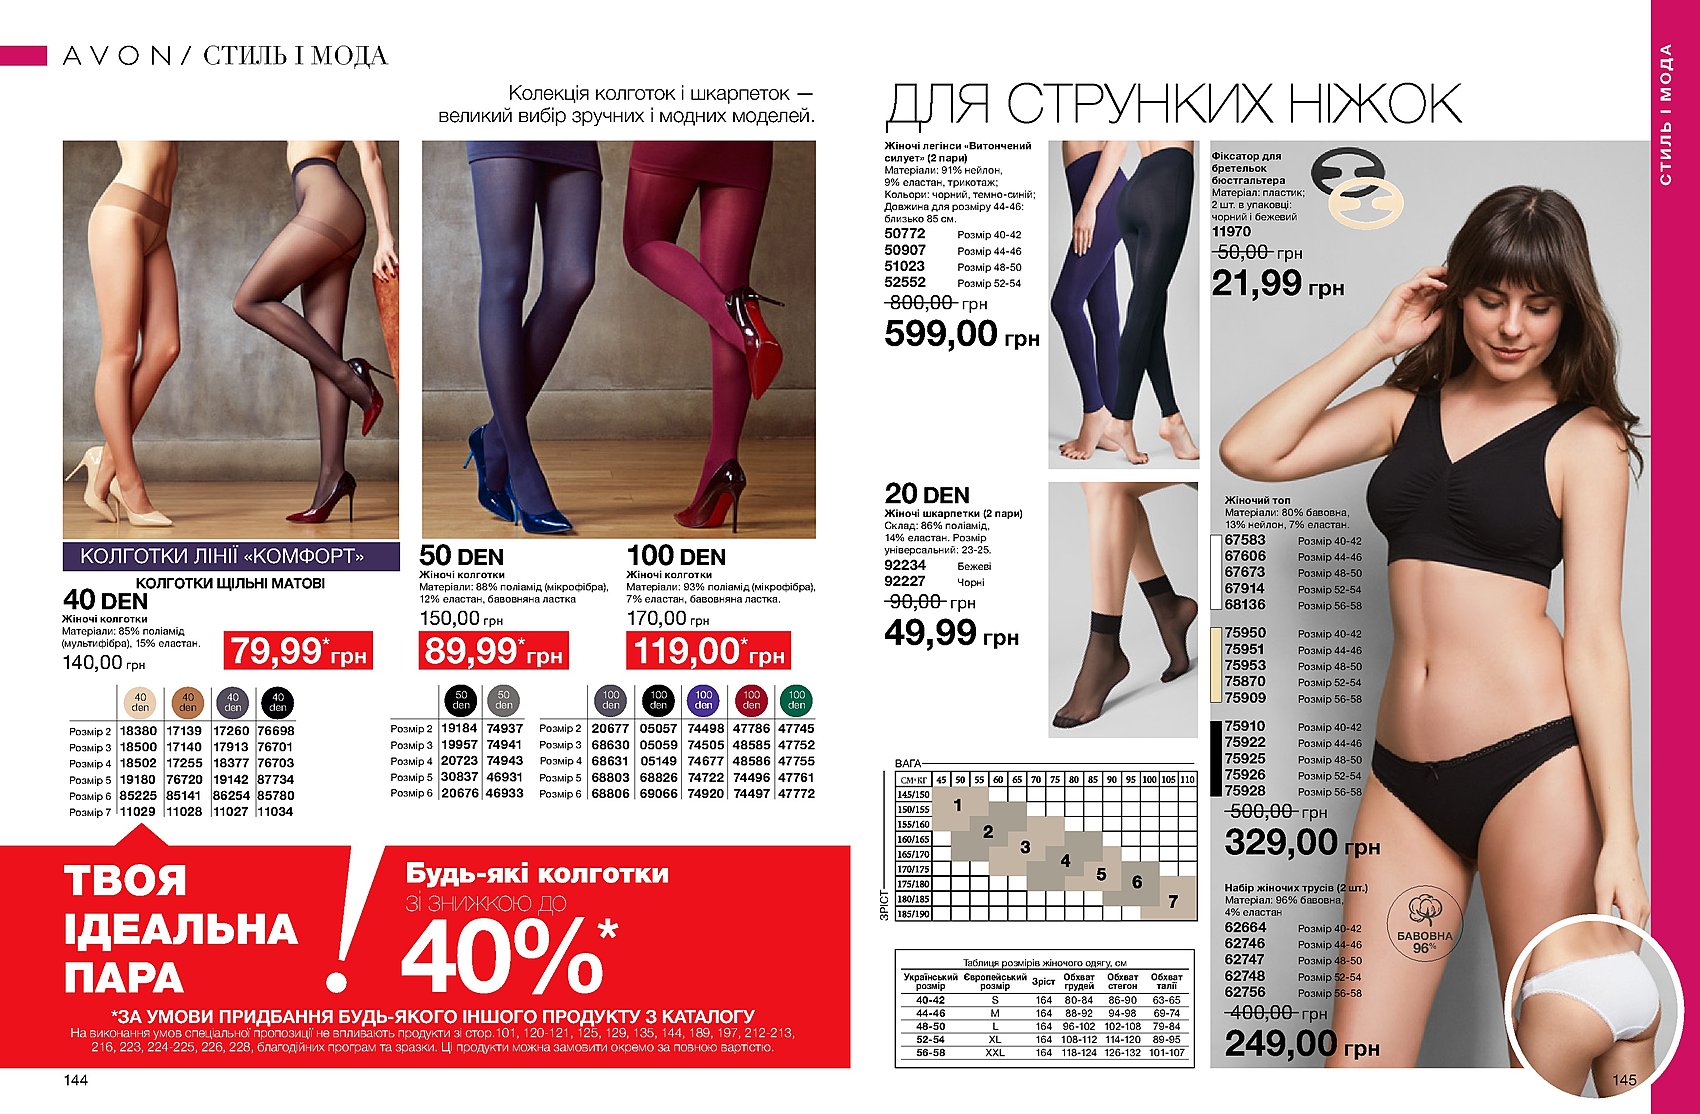 AVON/ СТИЛЬ І МОДА
Колекція колготок і шкарпеток —
великий вибір зручних і модних моделей.
КОЛГОТКИ ЛІНІЇ «КОМФОРТ»
КОЛГОТКИ ЩІЛЬНІ МАТОВІ
40 DEN
Жіночі колготки
Матеріали: 85% поліамід
(мультифібра), 15% еластан.
140,00 грн
79,99* грн
50 DEN
Жіночі колготки
Матеріали: 88% поліамід (мікрофібра),
12% еластан, бавовняна ластка
150,00 грн
89,99* грн
100 DEN
Жіночі колготки
Матеріали: 93% поліамід (мікрофібра),
7% еластан, бавовняна ластка.
170,00 грн
119,00* грн
40 den 40 den 40 den 40 den
Розмір 2 18380 17139 17260 76698
Розмір 3 18500 17140 17913 76701
Розмір 4 18502 17255 18377 76703
Розмір 5 19180 76720 19142 87734
Розмір 6 85225 85141 86254 85780
Розмір 7 11029 11028 11027 11034
50 den 50 den
Розмір 2 19184 74937
Розмір 3 19957 74941
Розмір 4 20723 74943
Розмір 5 30837 46931
Розмір 6 20676 46933
100 den 100 den 100 den 100 den 100 den
Розмір 2 20677 05057 74498 47786 47745
Розмір 3 68630 05059 74505 48585 47752
Розмір 4 68631 05149 74677 48586 47755
Розмір 5 68803 68826 74722 74496 47761
Розмір 6 68806 69066 74920 74497 47772
ТВОЯ
ІДЕАЛЬНА
ПАРА
!
Будь-які колготки
ЗІ ЗНИЖКОЮ ДО
40%*
*ЗА УМОВИ ПРИДБАННЯ БУДЬ-ЯКОГО ІНШОГО ПРОДУКТУ З КАТАЛОГУ
На виконання умов спеціальної пропозиції не впливають продукти зі стор.101, 120-121, 125, 129, 135, 144, 189, 197, 212-213,
216, 223, 224-225, 226, 228, благодійних програм та зразки. Ці продукти можна замовити окремо за повною вартістю.
144
ДЛЯ СТРУНКИХ НІЖОК
Жіночі легінси «Витончений
силует» (2 пари)
Матеріали: 91% нейлон,
9% еластан, трикотаж;
Кольори: чорний, темно-синій;
Довжина для розміру 44-46:
близько 85 см.
50772 Розмір 40-42
50907 Розмір 44-46
51023 Розмір 48-50
52552 Розмір 52-54
800,00 грн
599,00 грн
20 DEN
Жіночі шкарпетки (2 пари)
Склад: 86% поліамід,
14% еластан. Розмір
універсальний: 23-25.
92234 Бежеві
92227 Чорні
90,00 грн
49,99 грн
ВАГА
ЗРІСТ
СМ*КГ 45 50 55 60 65 70 75 80 85 90 95 100 105 110
145/150
150/155 1
155/160
160/165 2
165/170 3
170/175 4
175/180 5 6
180/185 7
185/190
Таблиця розмірів жіночого одягу, см
Український розмір Європейський розмір Зріст Обхват грудей Обхват стегон Обхват талії
40-42 S 164 80-84 86-90 63-65
44-46 M 164 88-92 94-98 69-74
48-50 L 164 96-102 102-108 79-84
52-54 XL 164 108-112 114-120 89-95
56-58 XXL 164 118-124 126-132 101-107
Фіксатор для
бретельок
бюстгальтера
Матеріал: пластик;
2 шт. в упаковці:
чорний і бежевий
11970
50,00 грн
21,99 грн
Жіночий топ
Матеріали: 80% бавовна,
13% нейлон, 7% еластан.
67583 Розмір 40-42
67606 Розмір 44-46
67673 Розмір 48-50
67914 Розмір 52-54
68136 Розмір 56-58
75950 Розмір 40-42
75951 Розмір 44-46
75953 Розмір 48-50
75870 Розмір 52-54
75909 Розмір 56-58
75910 Розмір 40-42
75922 Розмір 44-46
75925 Розмір 48-50
75926 Розмір 52-54
75928 Розмір 56-58
500,00 грн
329,00 грн
Набір жіночих трусів (2 шт.)
Матеріал: 96% бавовна,
4% еластан
62664 Розмір 40-42
62746 Розмір 44-46
62747 Розмір 48-50
62748 Розмір 52-54
62756 Розмір 56-58
400,00 грн
249,00 грн
БАВОВНА
96%
145
СТИЛЬ І МОДА